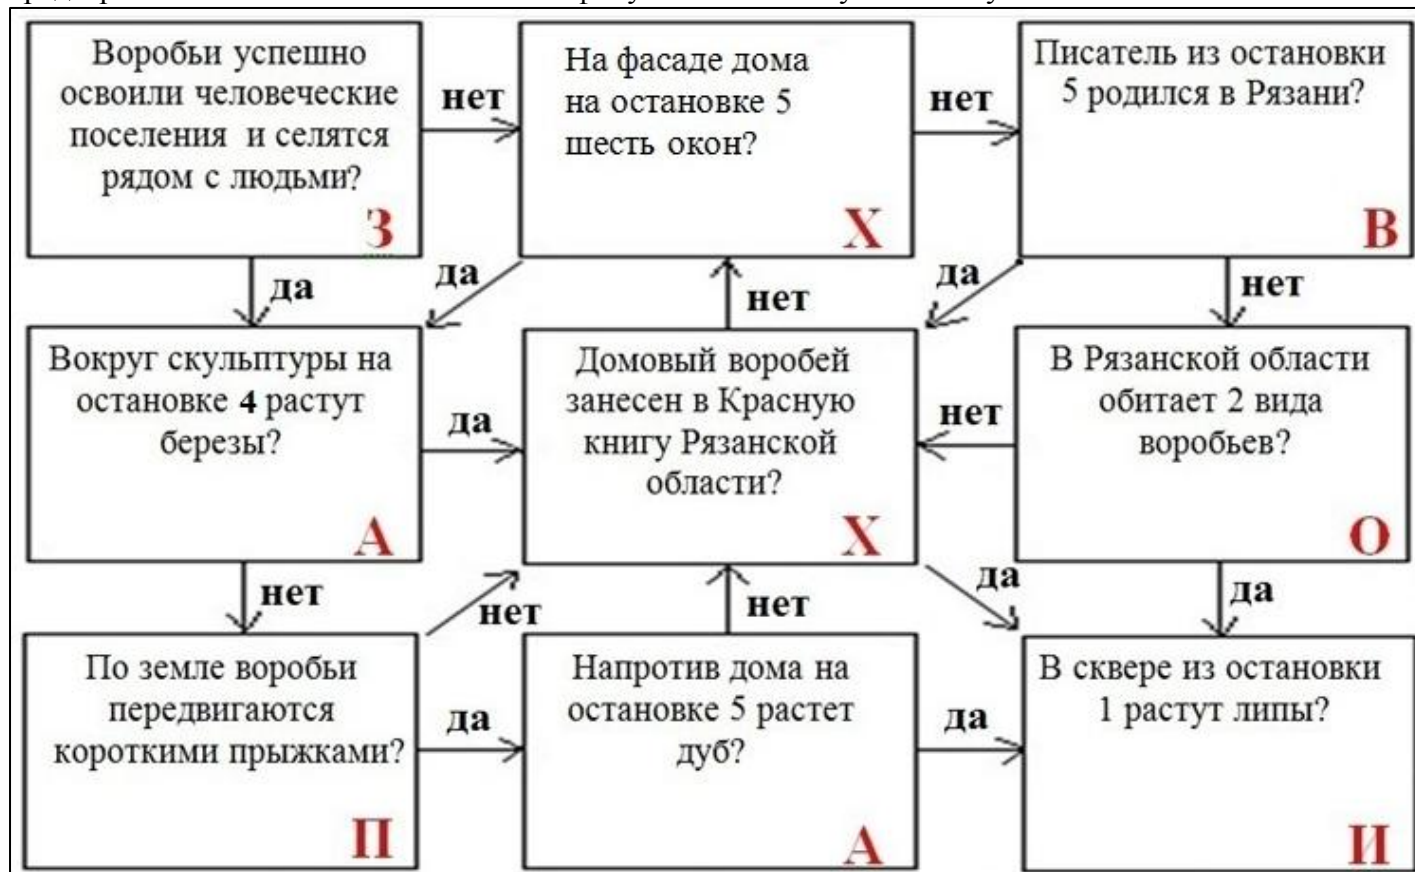 Воробьи успешно
освоили человеческие
поселения и селятся
рядом с людьми?
З
нет
На фасаде дома
на остановке 5
шесть окон?
Х
нет
Писатель из остановки
5 родился в Рязани?
В
да
да
нет
да
нет
Вокруг скульптуры на
остановке 4 растут
березы?
А
да
Домовый воробей
занесен в Красную
книгу Рязанской
области?
Х
нет
В Рязанской области
обитает 2 вида
воробьев?
О
нет
нет
нет
да
да
По земле воробьи
передвигаются
короткими прыжками?
П
да
Напротив дома на
остановке 5 растет
дуб?
А
да
В сквере из остановки
1 растут липы?
И